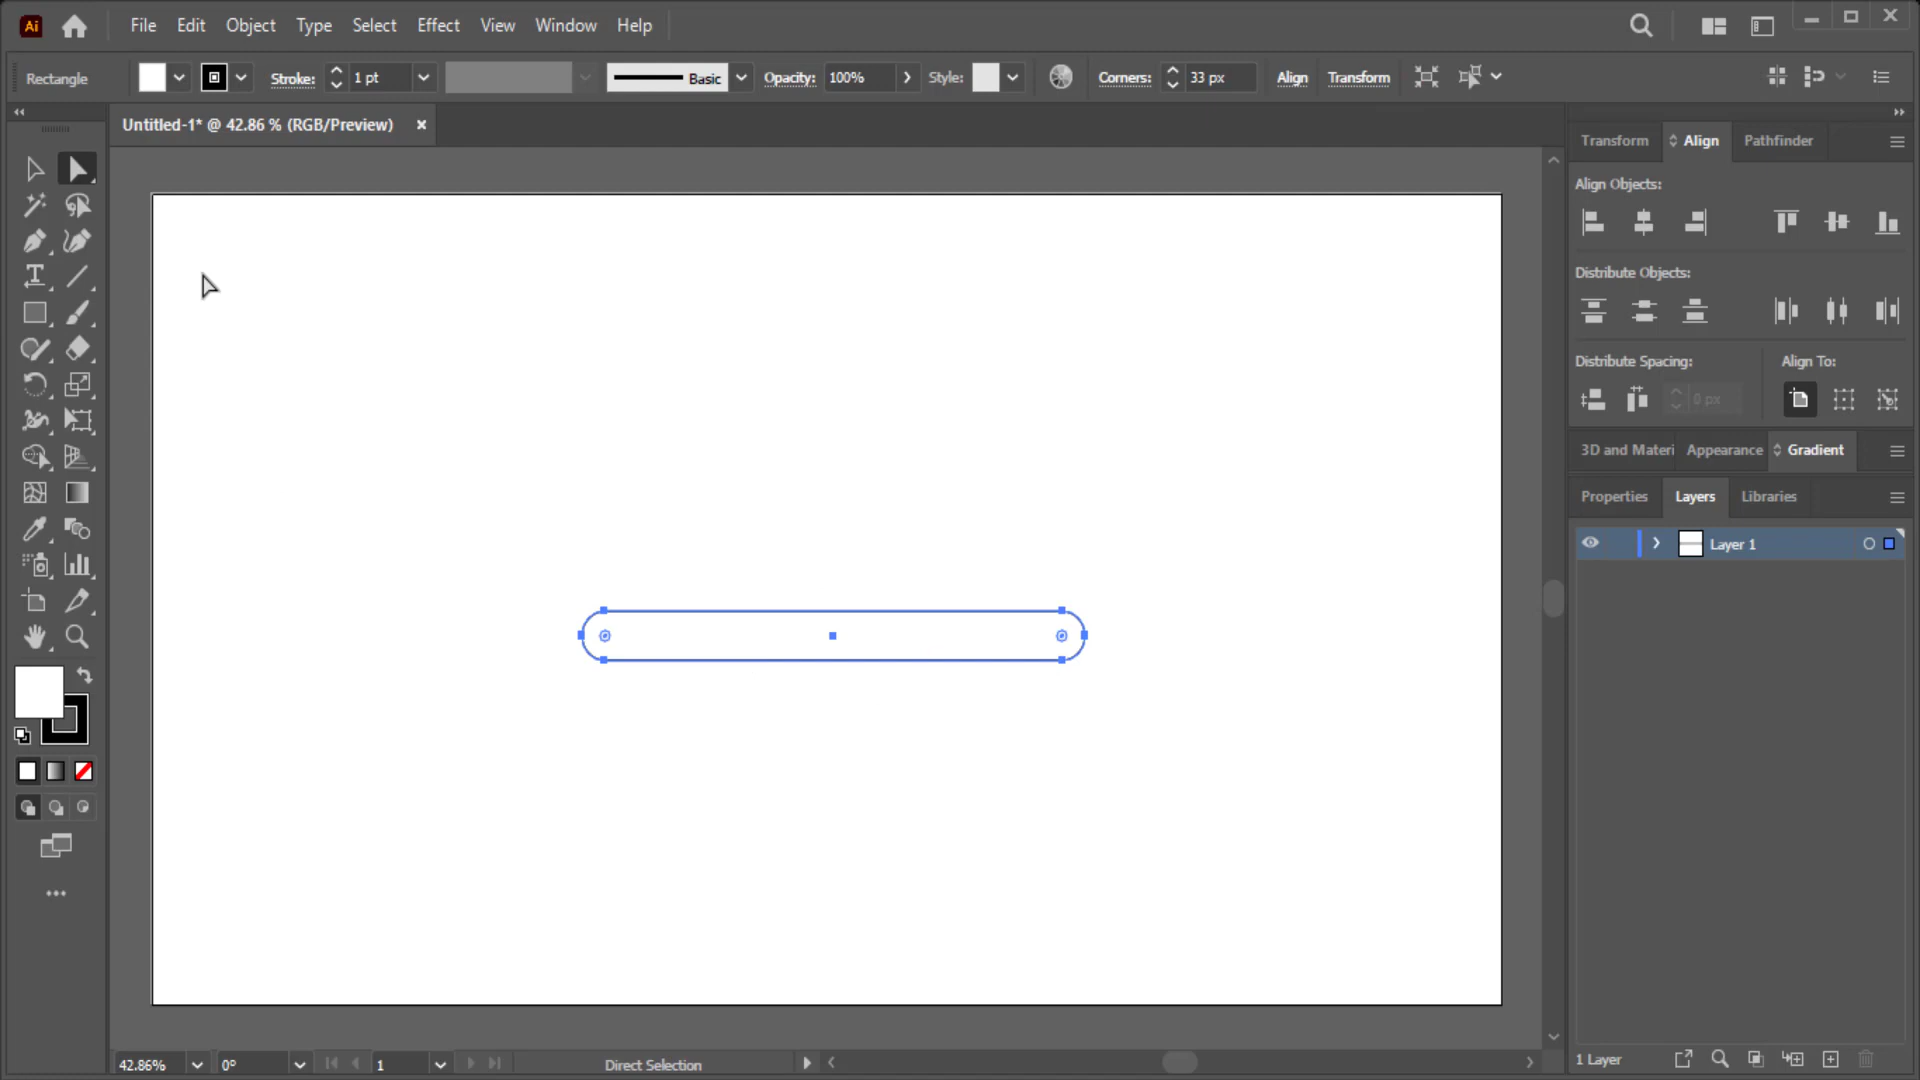 Ai File Edit Object Type Select Effect View Window Help
Rectangle Stroke: 1 pt Basic Opacity: 100% Style: Corners: 33 px Align Transform
Untitled-1* @ 42.86 % (RGB/Preview)
Transform Align Pathfinder
Align Objects:
Distribute Objects:
Distribute Spacing: Align To:
0 px
3D and Materi Appearance Gradient
Properties Layers Libraries
Layer 1
42.86% 0° 1 Direct Selection
1 Layer